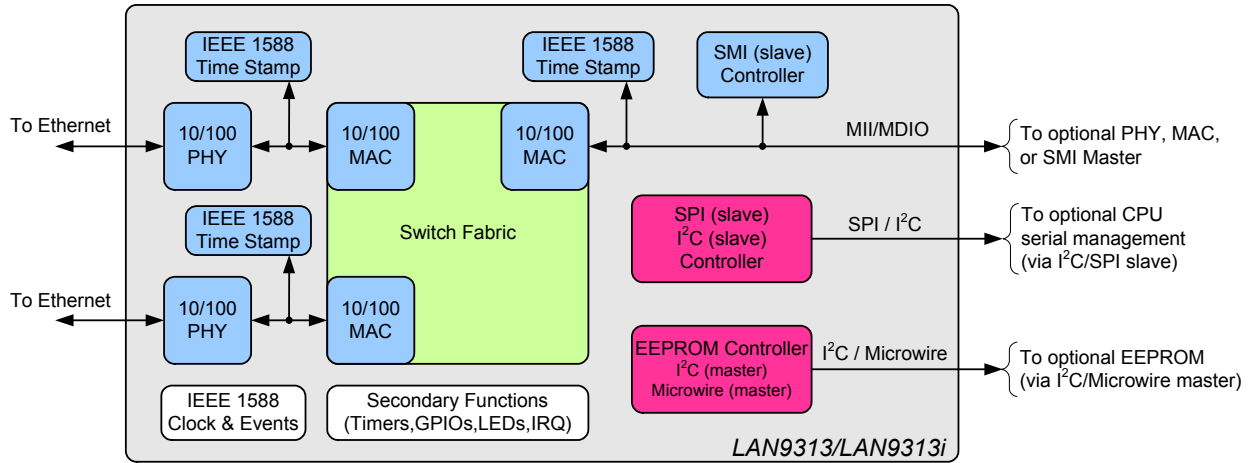 IEEE 1588
Time Stamp
IEEE 1588
Time Stamp
SMI (slave)
Controller
To Ethernet
10/100
PHY
10/100
MAC
10/100
MAC
MII/MDIO
To optional PHY, MAC,
or SMI Master
IEEE 1588
Time Stamp
Switch Fabric
SPI (slave)
I²C (slave)
Controller
SPI / I²C
To optional CPU
serial management
(via I²C/SPI slave)
To Ethernet
10/100
PHY
10/100
MAC
EEPROM Controller
I²C (master)
Microwire (master)
I²C / Microwire
To optional EEPROM
(via I²C/Microwire master)
IEEE 1588
Clock & Events
Secondary Functions
(Timers,GPIOs,LEDs,IRQ)
LAN9313/LAN9313i